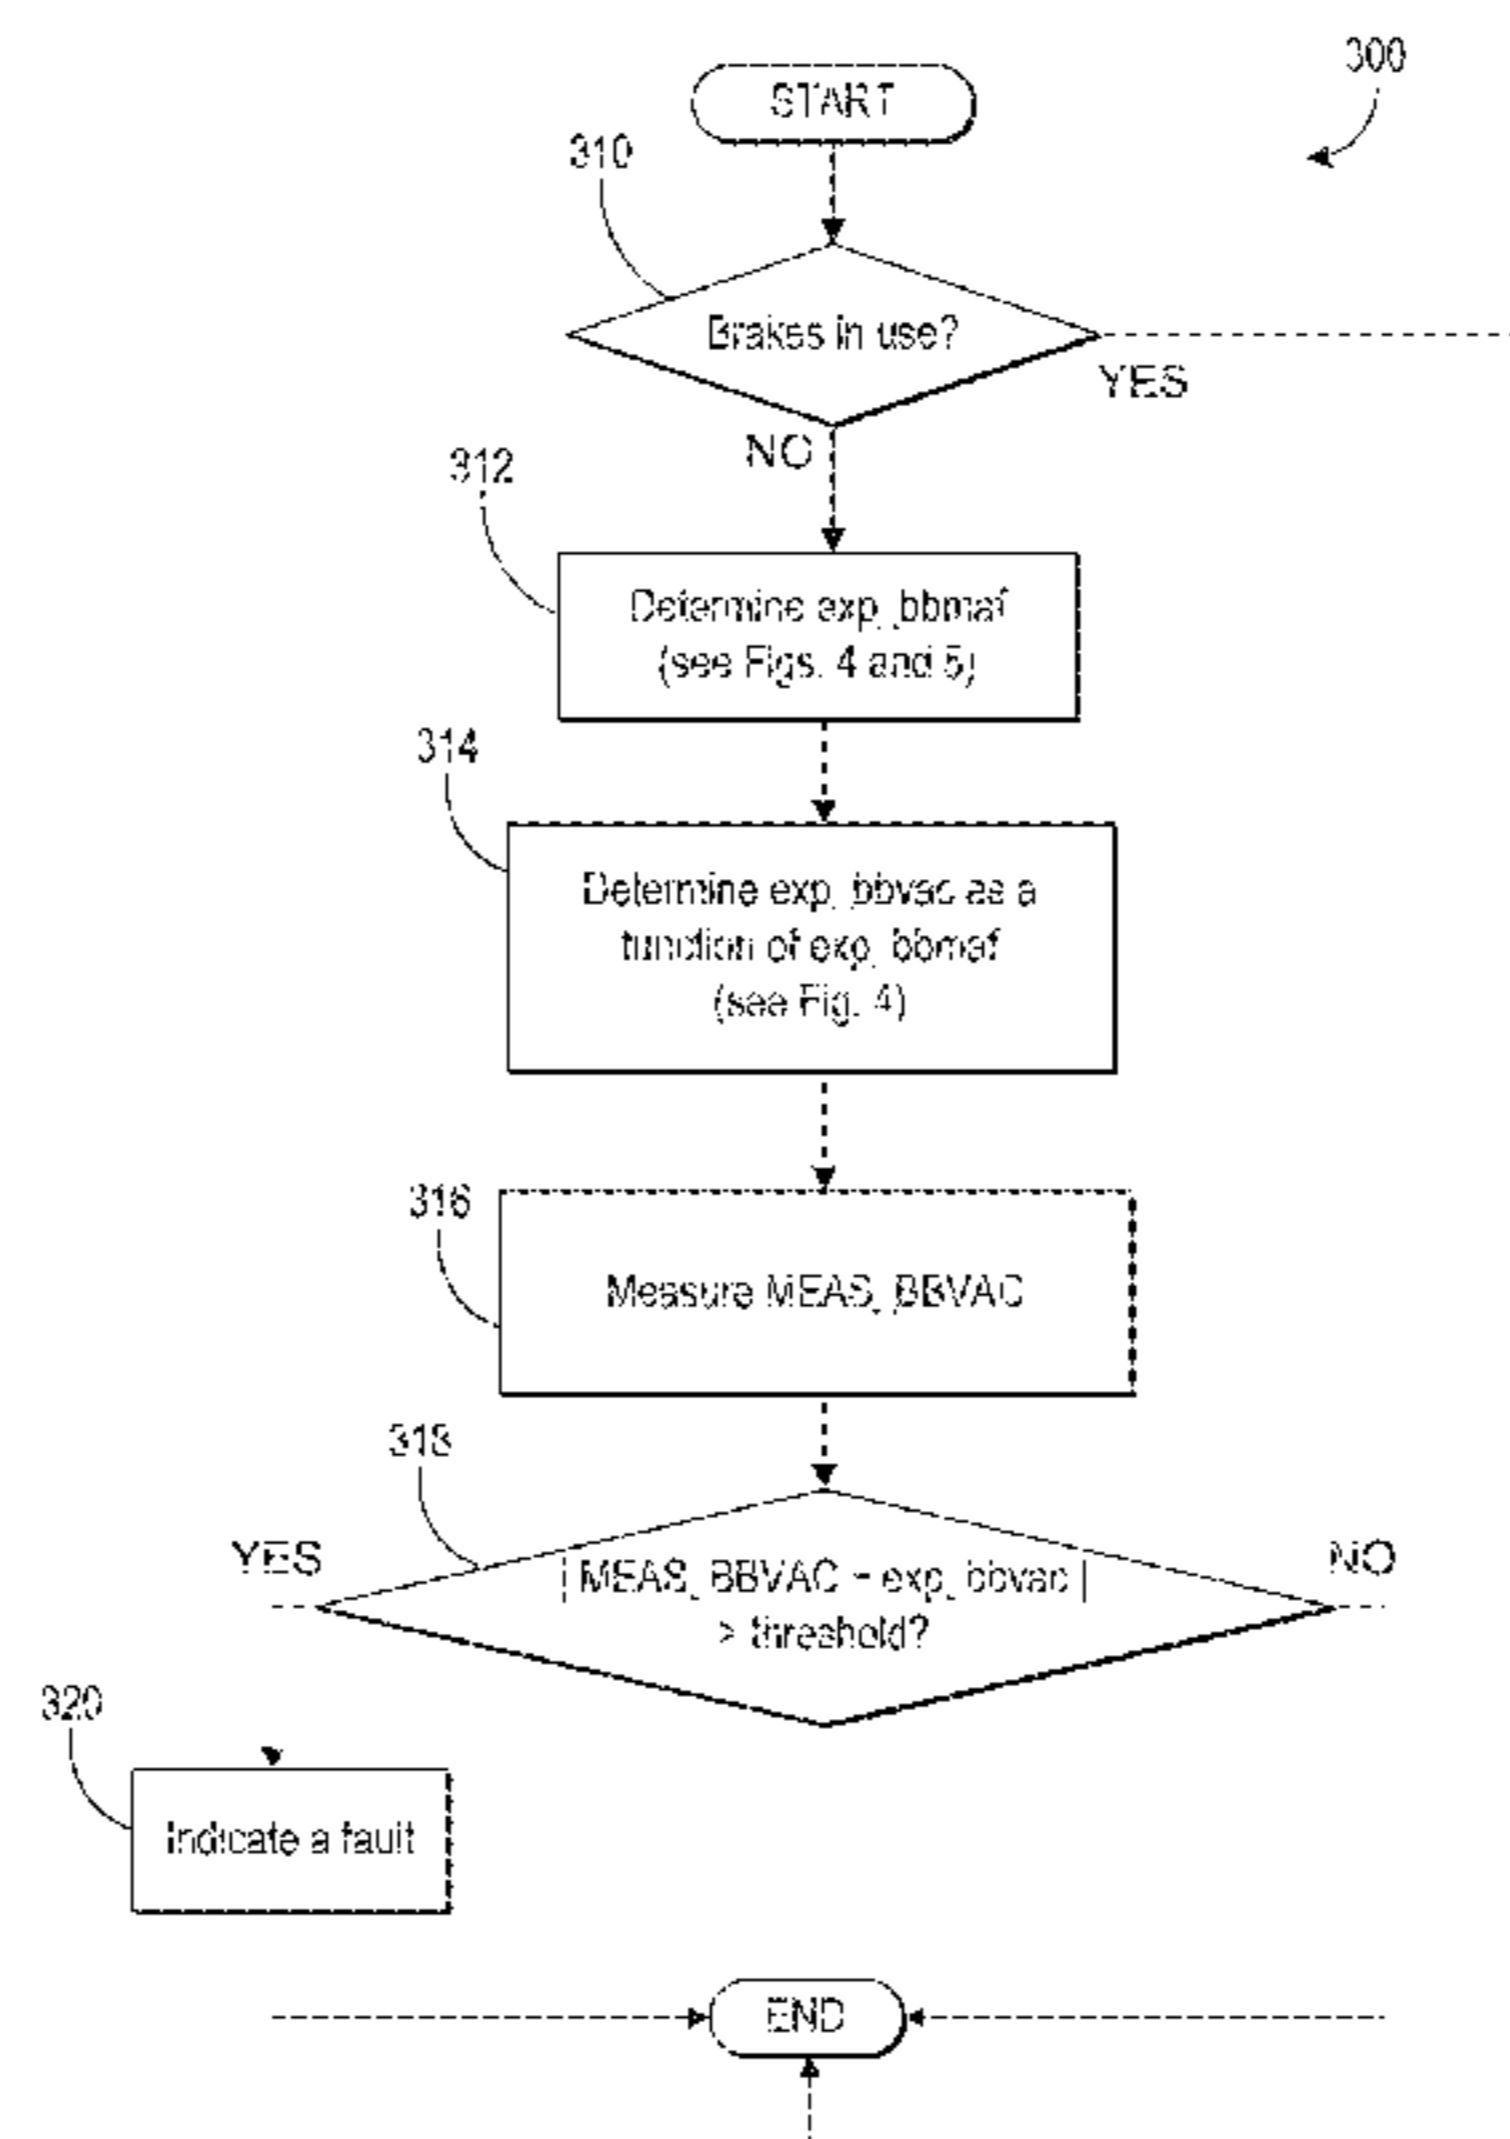 300
START
310
Brakes in use?
YES
NO
312
Determine exp_bbmaf
(see Figs. 4 and 5)
314
Determine exp_bbvac as a
function of exp_bbmaf
(see Fig. 4)
316
Measure MEAS_BBVAC
318
YES
NO
| MEAS_BBVAC - exp_bbvac |
> threshold?
320
Indicate a fault
END